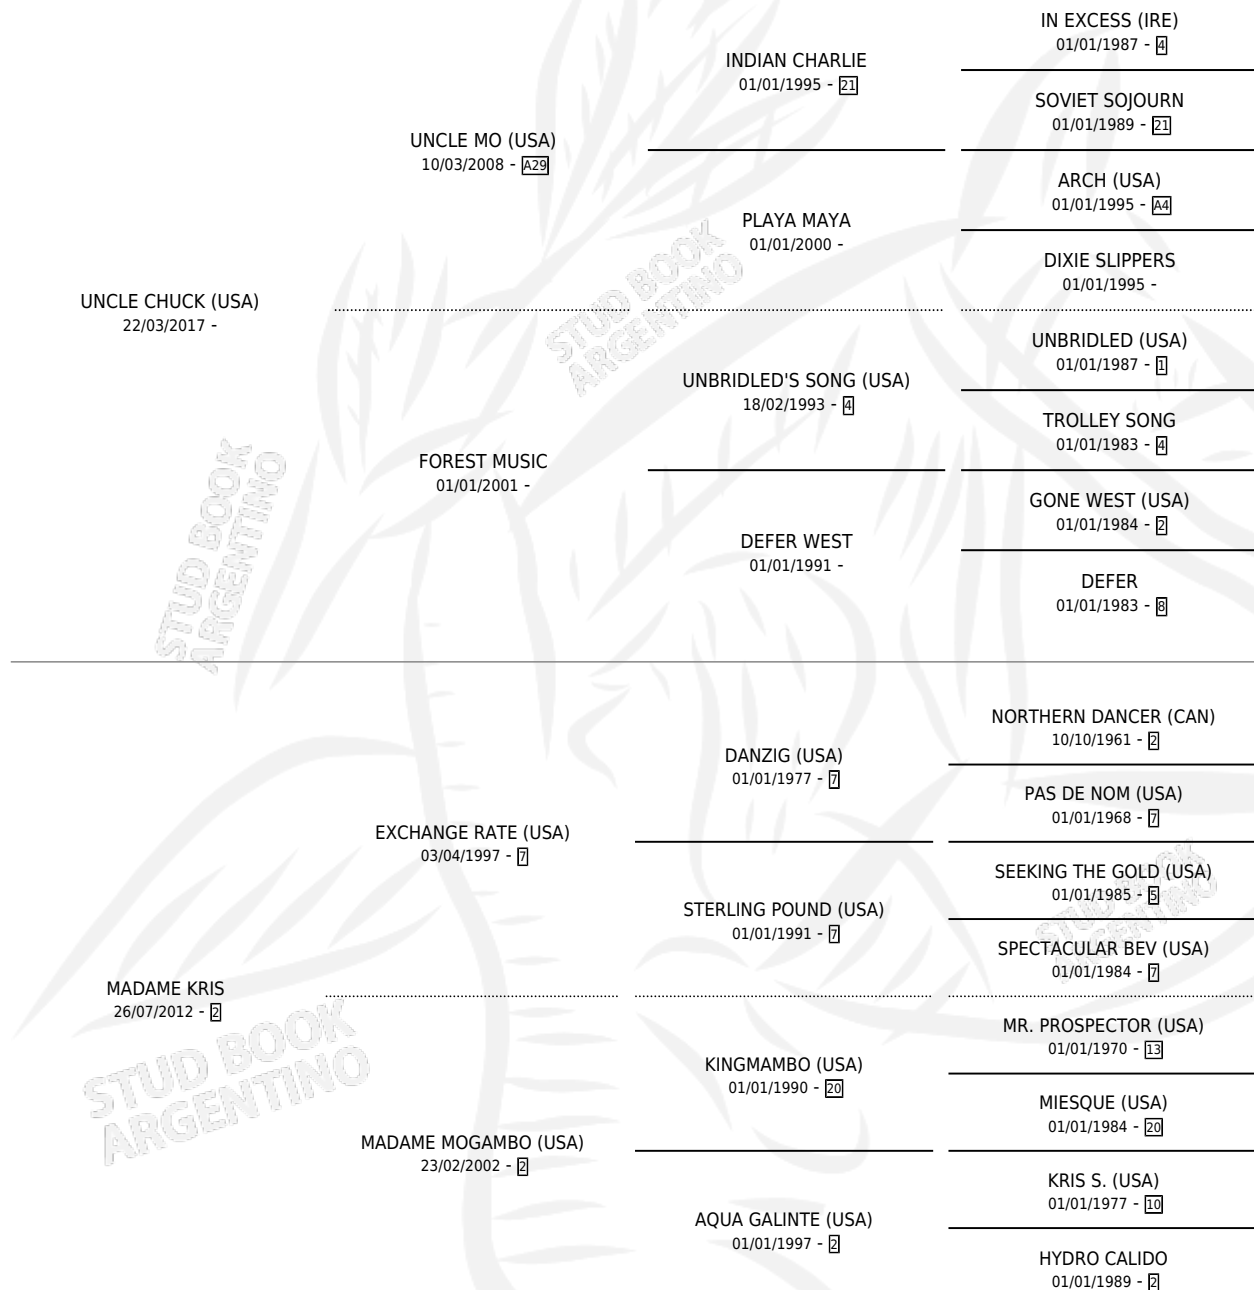 IN EXCESS (IRE)
01/01/1987 - 4
INDIAN CHARLIE
01/01/1995 - 21
SOVIET SOJOURN
01/01/1989 - 21
UNCLE MO (USA)
10/03/2008 - A29
ARCH (USA)
01/01/1995 - A4
PLAYA MAYA
01/01/2000 -
DIXIE SLIPPERS
01/01/1995 -
UNCLE CHUCK (USA)
22/03/2017 -
UNBRIDLED (USA)
01/01/1987 - 1
UNBRIDLED'S SONG (USA)
18/02/1993 - 4
TROLLEY SONG
01/01/1983 - 4
FOREST MUSIC
01/01/2001 -
GONE WEST (USA)
01/01/1984 - 2
DEFER WEST
01/01/1991 -
DEFER
01/01/1983 - 8
STUD BOOK
ARGENTINO
STUD BOOK
ARGENTINO
NORTHERN DANCER (CAN)
10/10/1961 - 2
DANZIG (USA)
01/01/1977 - 7
PAS DE NOM (USA)
01/01/1968 - 7
EXCHANGE RATE (USA)
03/04/1997 - 7
SEEKING THE GOLD (USA)
01/01/1985 - 5
STERLING POUND (USA)
01/01/1991 - 7
SPECTACULAR BEV (USA)
01/01/1984 - 7
MADAME KRIS
26/07/2012 - 2
MR. PROSPECTOR (USA)
01/01/1970 - 13
KINGMAMBO (USA)
01/01/1990 - 20
MIESQUE (USA)
01/01/1984 - 20
MADAME MOGAMBO (USA)
23/02/2002 - 2
KRIS S. (USA)
01/01/1977 - 10
AQUA GALINTE (USA)
01/01/1997 - 2
HYDRO CALIDO
01/01/1989 - 2
STUD BOOK
ARGENTINO
STUD BOOK
ARGENTINO